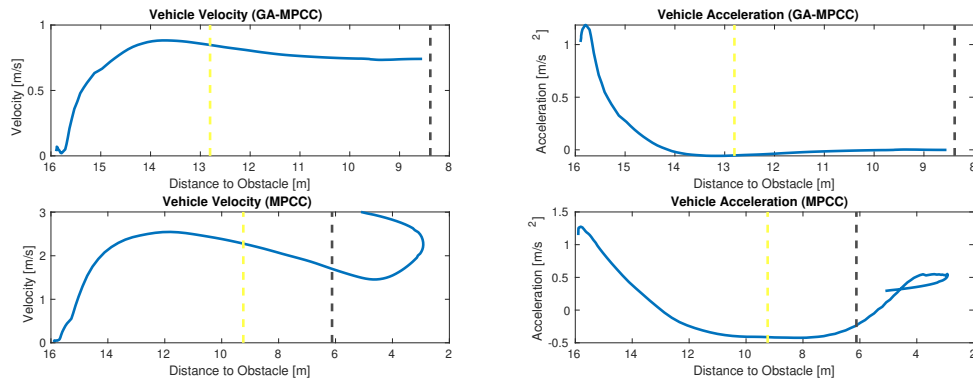 Vehicle Velocity (GA-MPCC)
1
0.5
0
Velocity [m/s]
16 15 14 13 12 11 10 9 8
Distance to Obstacle [m]
Vehicle Acceleration (GA-MPCC)
1
0
Acceleration [m/s 2]
16 15 14 13 12 11 10 9 8
Distance to Obstacle [m]
Vehicle Velocity (MPCC)
3
2
1
0
Velocity [m/s]
16 14 12 10 8 6 4 2
Distance to Obstacle [m]
Vehicle Acceleration (MPCC)
1.5
1
0.5
0
-0.5
Acceleration [m/s 2]
16 14 12 10 8 6 4 2
Distance to Obstacle [m]